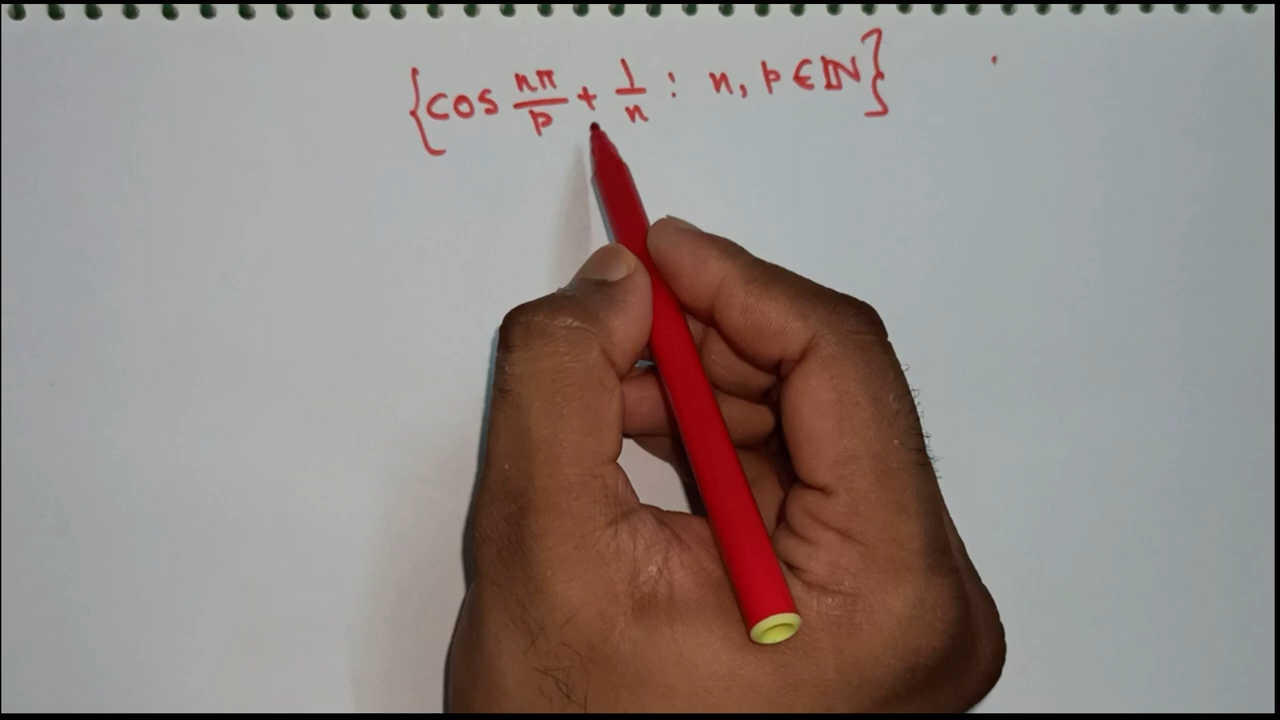 {cos nπ/p + 1/n : n, p ∈ ℕ}